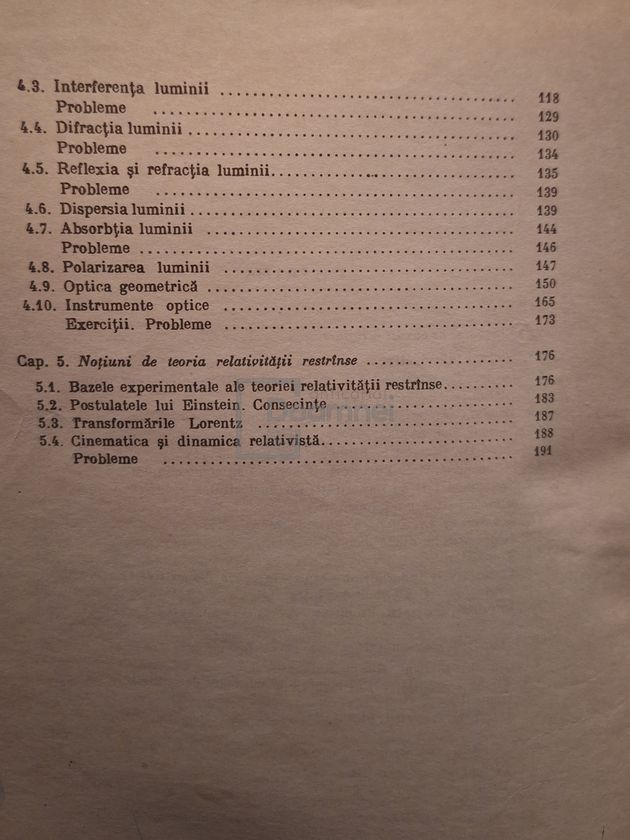 4.3. Interferența luminii .......... 118
Probleme .......... 129
4.4. Difracția luminii .......... 130
Probleme .......... 134
4.5. Reflexia și refracția luminii .......... 135
Probleme .......... 139
4.6. Dispersia luminii .......... 139
4.7. Absorbția luminii .......... 144
Probleme .......... 146
4.8. Polarizarea luminii .......... 147
4.9. Optica geometrică .......... 150
4.10. Instrumente optice .......... 165
Exerciții. Probleme .......... 173
Cap. 5. Noțiuni de teoria relativității restrînse .......... 176
5.1. Bazele experimentale ale teoriei relativității restrînse .......... 176
5.2. Postulatele lui Einstein. Consecințe .......... 183
5.3. Transformările Lorentz .......... 187
5.4. Cinematica și dinamica relativistă .......... 188
Probleme .......... 191